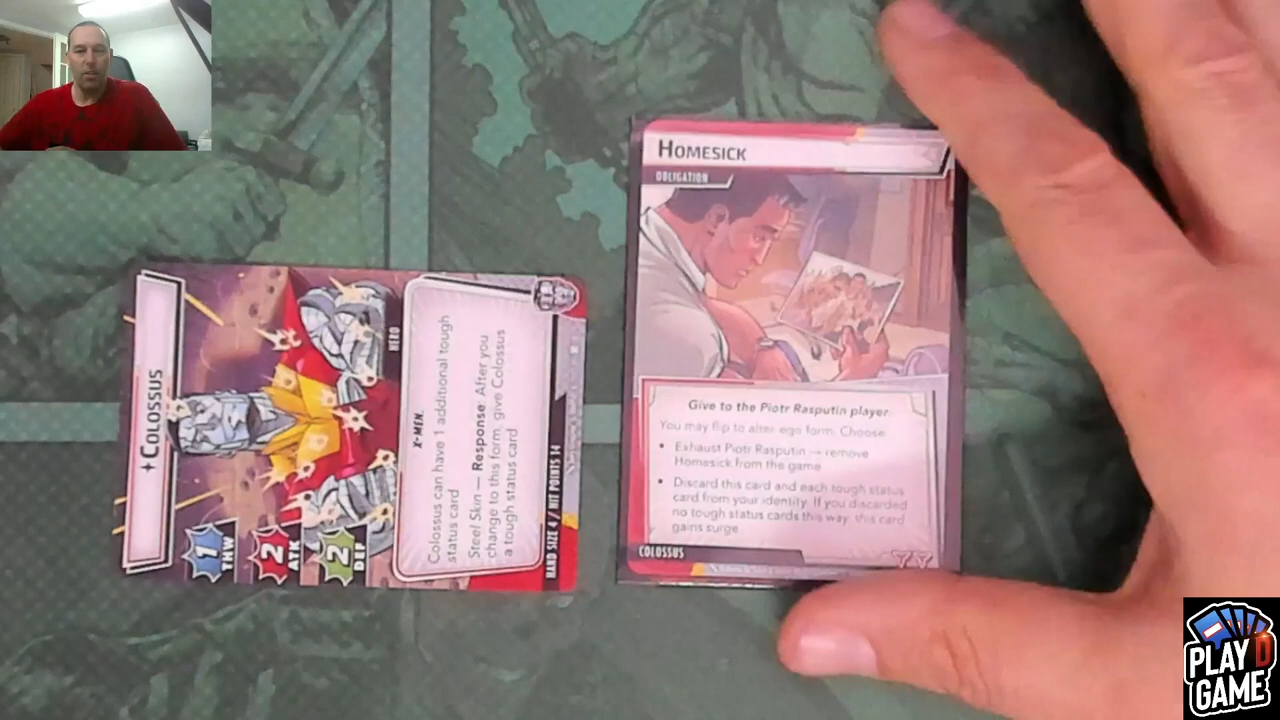 COLOSSUS
1
THW
2
ATK
2
DEF
HERO
X-MEN.
Colossus can have 1 additional tough
status card
Steel Skin — Response: After you
change to this form, give Colossus
a tough status card
HAND SIZE 4 / HIT POINTS 14
HOMESICK
OBLIGATION
Give to the Piotr Rasputin player
You may flip to alter-ego form. Choose
• Exhaust Piotr Rasputin → remove
Homesick from the game
• Discard this card and each tough status
card from your identity. If you discarded
no tough status cards this way, this card
gains surge
COLOSSUS
PLAY D
GAME